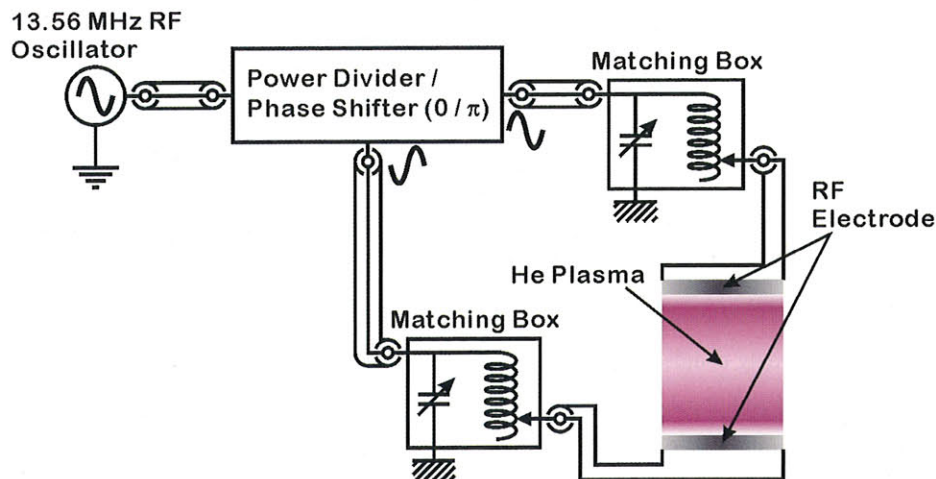 13.56 MHz RF
Oscillator
Power Divider /
Phase Shifter (0 / π)
Matching Box
RF
Electrode
He Plasma
Matching Box